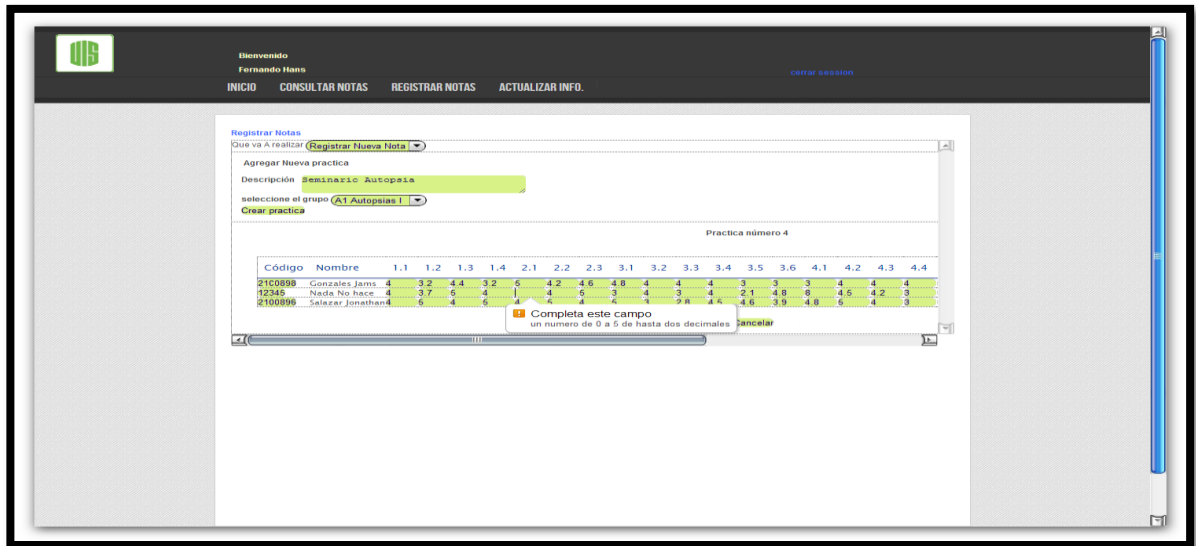 UIS
Bienvenido
Fernando Hans
cerrar session
INICIO CONSULTAR NOTAS REGISTRAR NOTAS ACTUALIZAR INFO.
Registrar Notas
Que va A realizar Registrar Nueva Nota
Agregar Nueva practica
Descripción Seminario Autopsia
seleccione el grupo A1 Autopsias I
Crear practica
Practica número 4
Código Nombre 1.1 1.2 1.3 1.4 2.1 2.2 2.3 3.1 3.2 3.3 3.4 3.5 3.6 4.1 4.2 4.3 4.4
2100898 Gonzales Jams 4 3.2 4.4 3.2 5 4.2 4.6 4.8 4 4 4 3 3 3 4 4 4
12345 Nada No hace 4 3.7 5 4 4 5 3 4 3 4 2.1 4.8 4.5 4.2 3
2100896 Salazar Jonathan 4 5 4 5 4 5 4 5 3 2.8 4.5 4.6 3.9 4.8 5 4 3
Completa este campo
un numero de 0 a 5 de hasta dos decimales
Cancelar